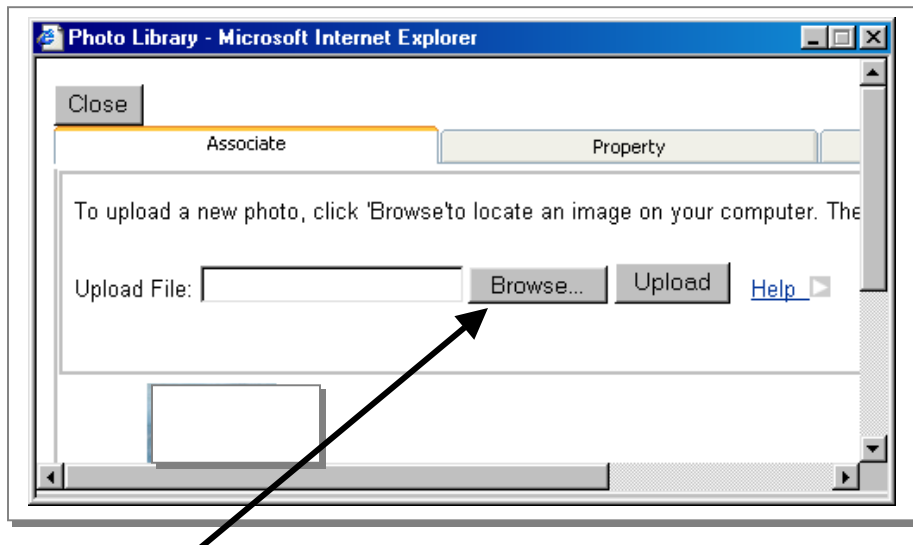 Photo Library - Microsoft Internet Explorer
Close
Associate
Property
To upload a new photo, click 'Browse'to locate an image on your computer. The
Upload File:
Browse...
Upload
Help